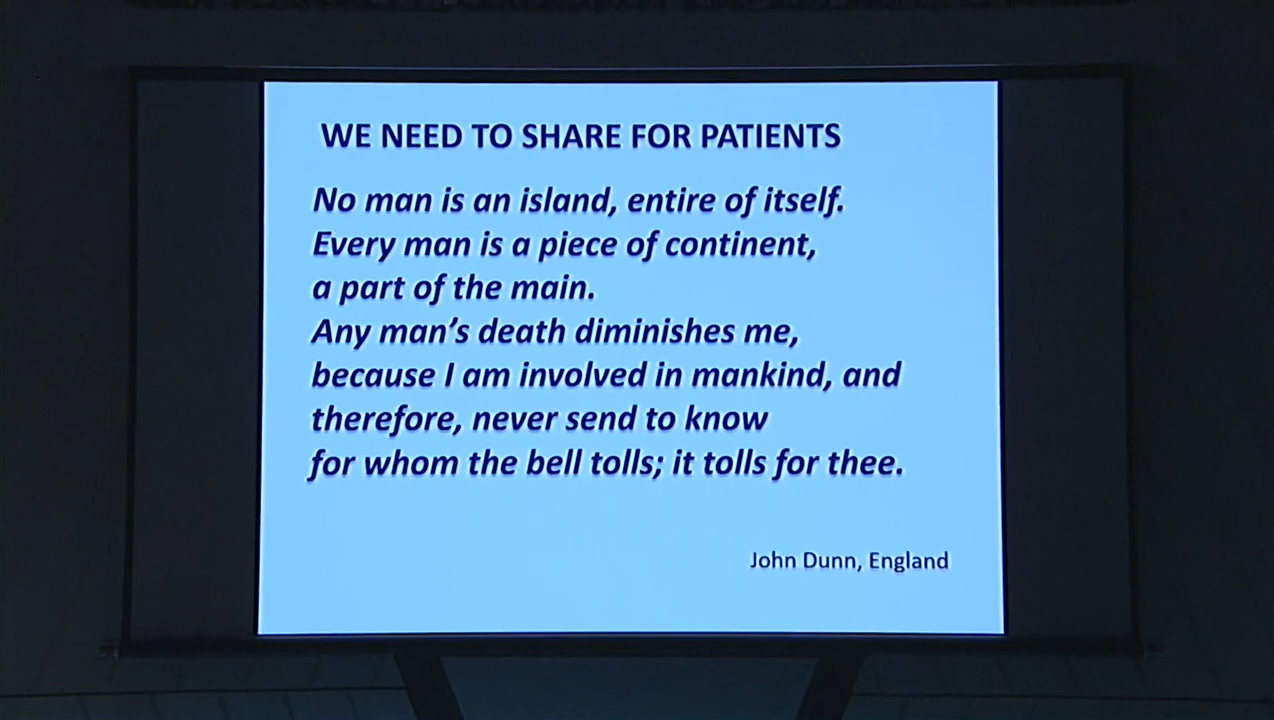 WE NEED TO SHARE FOR PATIENTS
No man is an island, entire of itself.
Every man is a piece of continent,
a part of the main.
Any man’s death diminishes me,
because I am involved in mankind, and
therefore, never send to know
for whom the bell tolls; it tolls for thee.
John Dunn, England